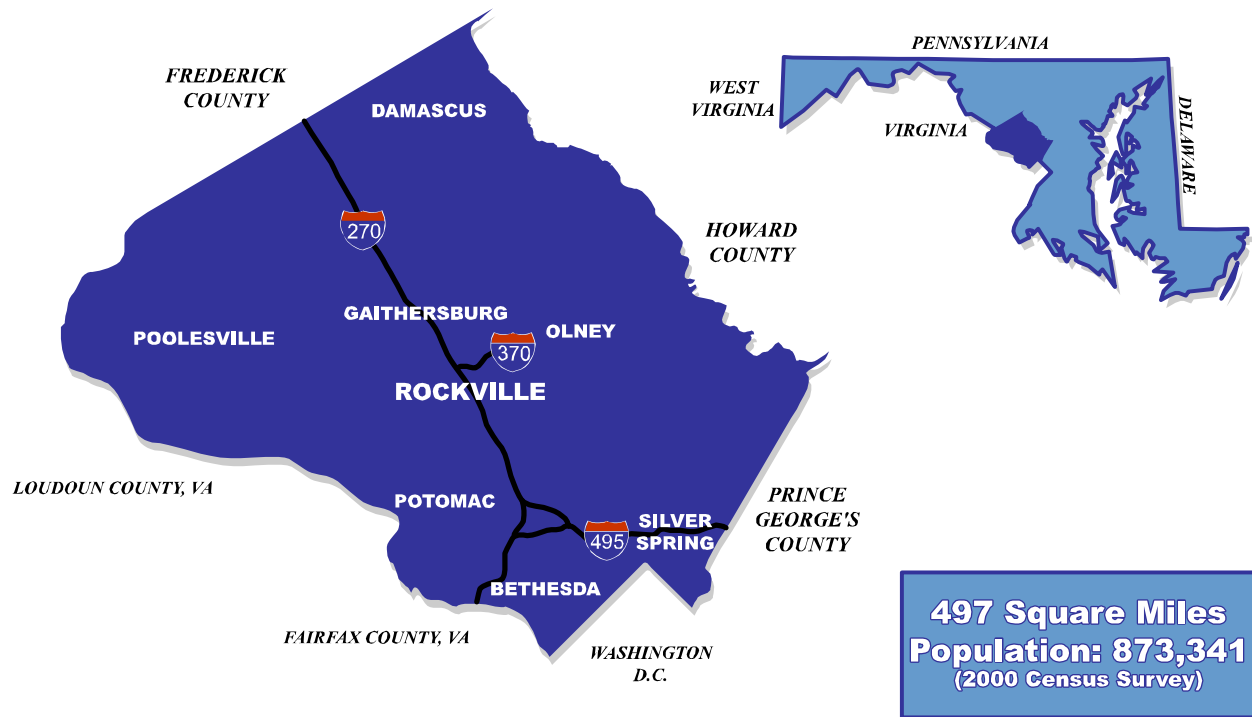 FREDERICK
COUNTY
DAMASCUS
270
HOWARD
COUNTY
GAITHERSBURG
OLNEY
POOLESVILLE
370
ROCKVILLE
LOUDOUN COUNTY, VA
POTOMAC
PRINCE
GEORGE'S
COUNTY
SILVER
SPRING
495
BETHESDA
FAIRFAX COUNTY, VA
WASHINGTON
D.C.
PENNSYLVANIA
WEST
VIRGINIA
VIRGINIA
DELAWARE
497 Square Miles
Population: 873,341
(2000 Census Survey)